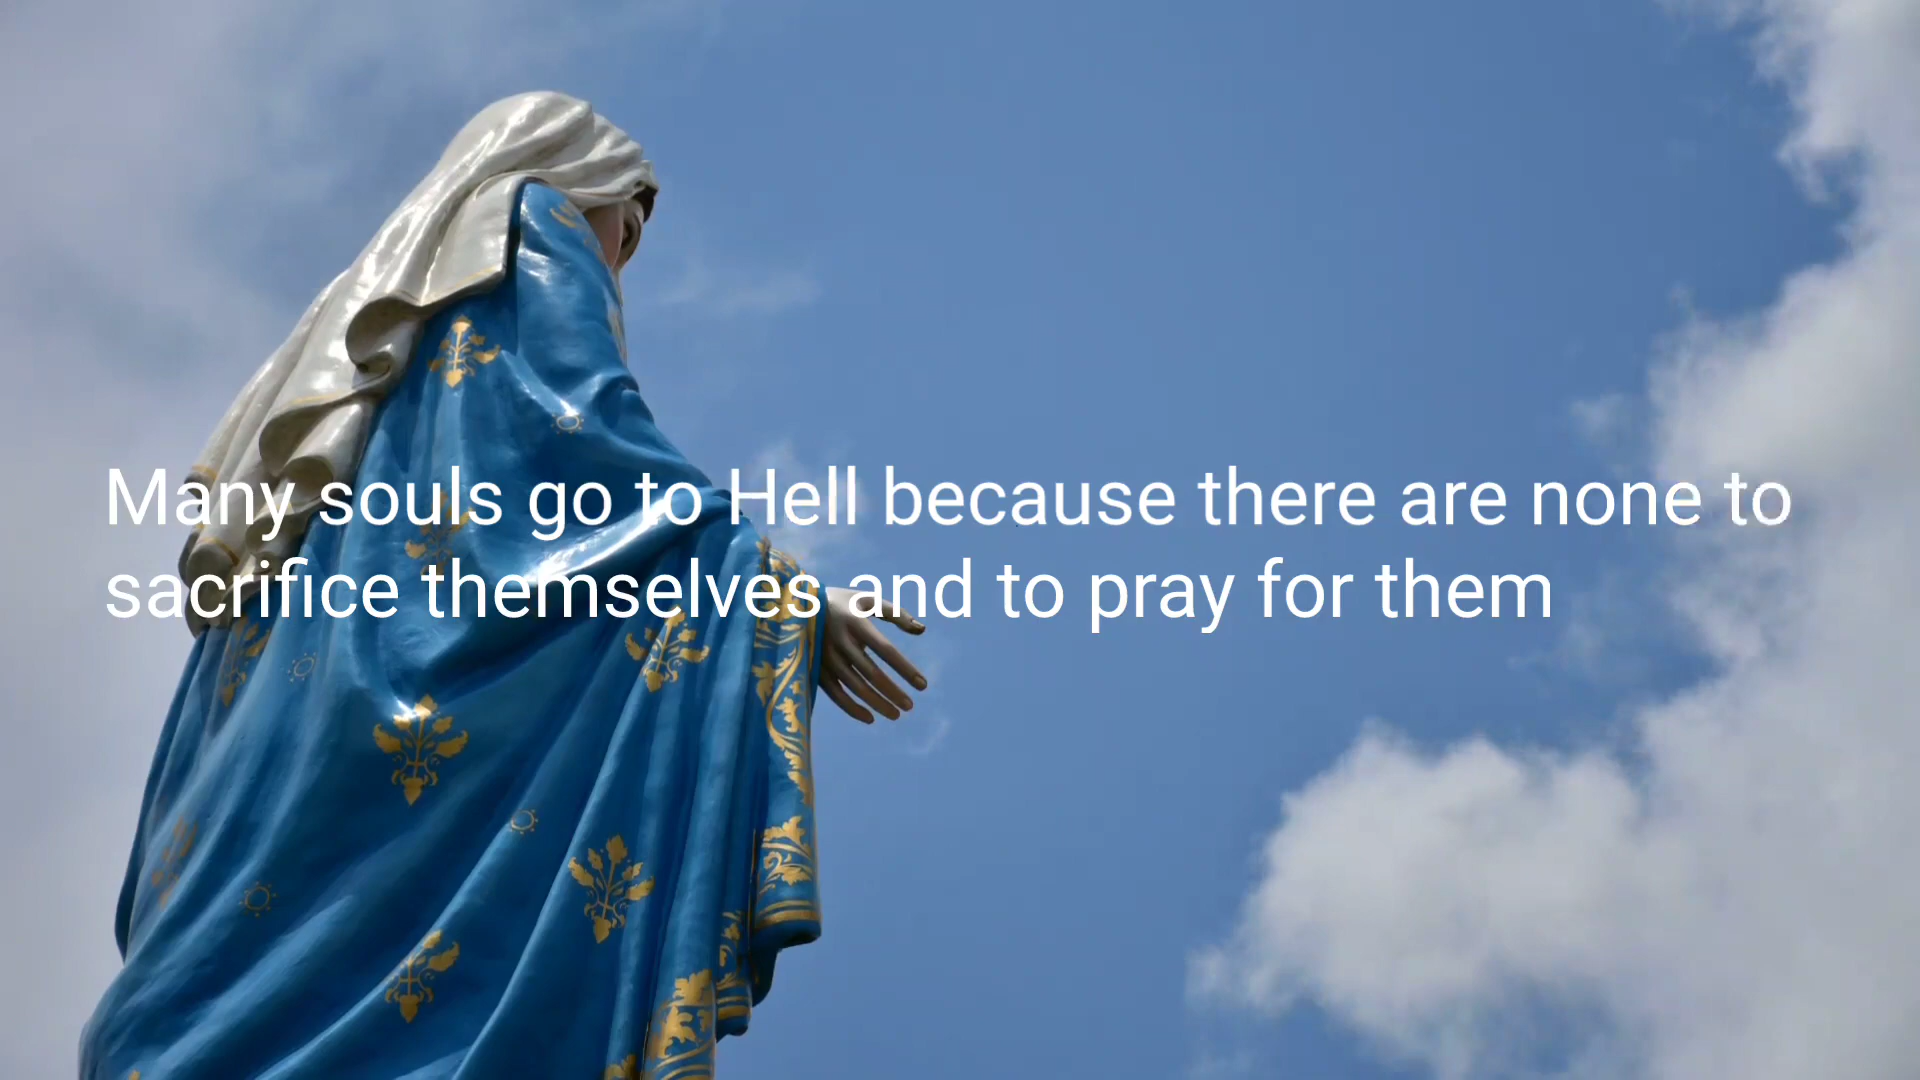 Many souls go to Hell because there are none to
sacrifice themselves and to pray for them